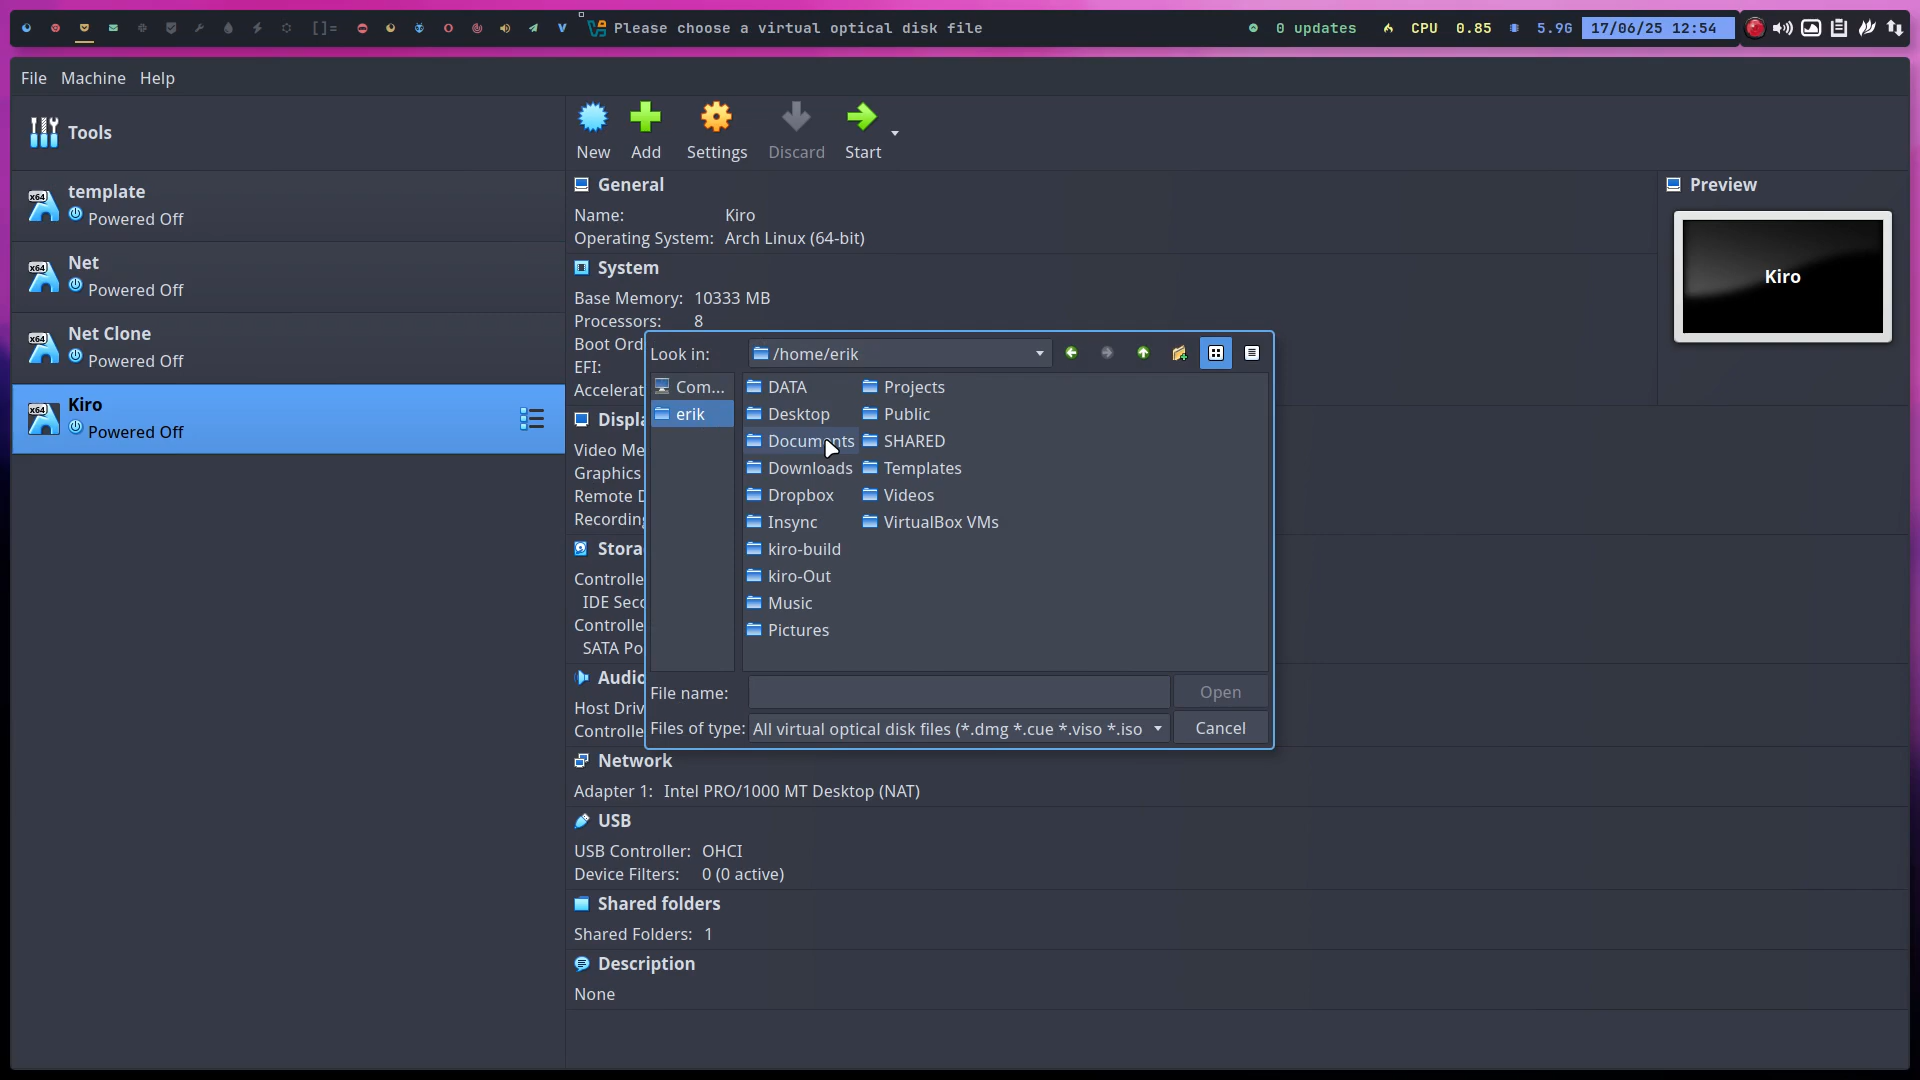 []= Please choose a virtual optical disk file 0 updates CPU 0.85 5.9G 17/06/25 12:54
File Machine Help
Tools
template
Powered Off
Net
Powered Off
Net Clone
Powered Off
Kiro
Powered Off
New Add Settings Discard Start
General
Name: Kiro
Operating System: Arch Linux (64-bit)
System
Base Memory: 10333 MB
Processors: 8
Boot Ord
EFI:
Accelerat
Displa
Video Me
Graphics
Remote D
Recording
Stora
Controlle
IDE Seco
Controlle
SATA Po
Audio
Host Driv
Controlle
Network
Adapter 1: Intel PRO/1000 MT Desktop (NAT)
USB
USB Controller: OHCI
Device Filters: 0 (0 active)
Shared folders
Shared Folders: 1
Description
None
Preview
Kiro
Look in: /home/erik
Com...
erik
DATA
Desktop
Documents
Downloads
Dropbox
Insync
kiro-build
kiro-Out
Music
Pictures
Projects
Public
SHARED
Templates
Videos
VirtualBox VMs
File name: Open
Files of type: All virtual optical disk files (*.dmg *.cue *.viso *.iso Cancel
x64
x64
x64
x64